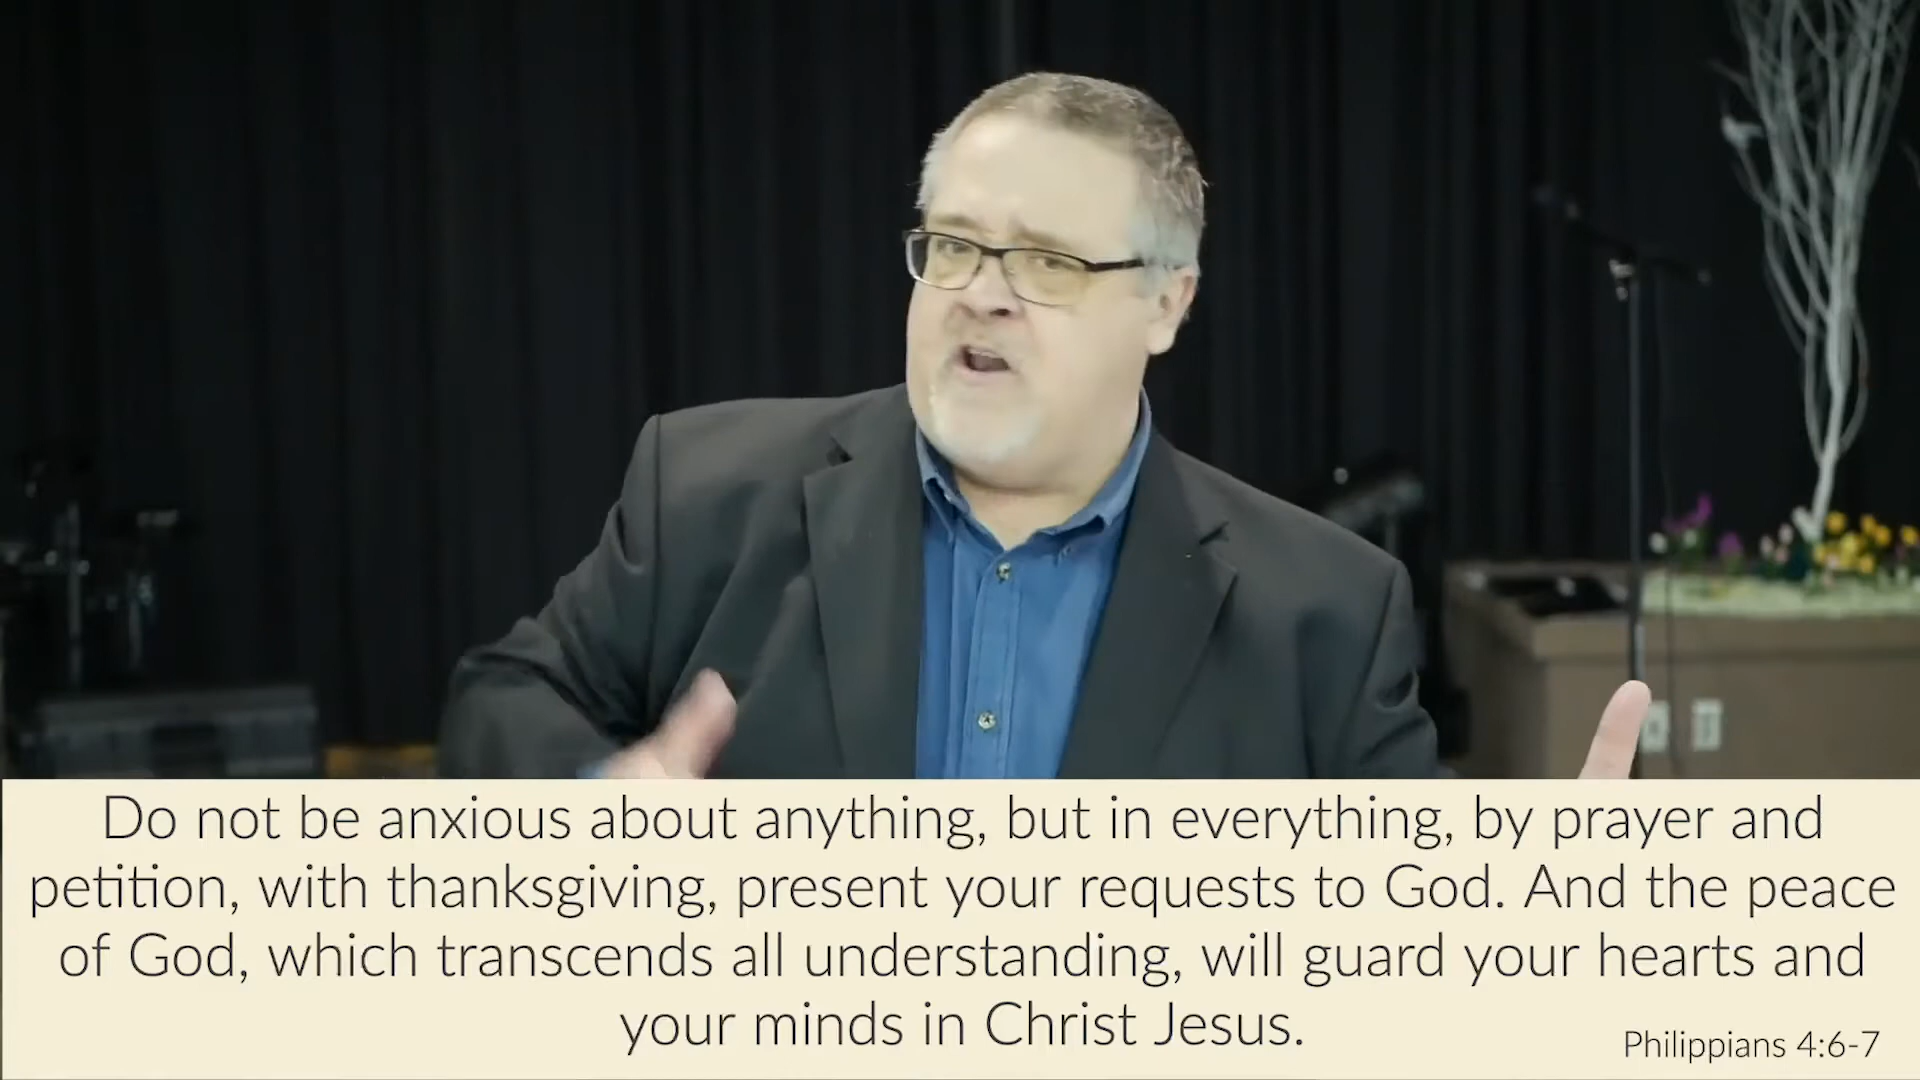 Do not be anxious about anything, but in everything, by prayer and
petition, with thanksgiving, present your requests to God. And the peace
of God, which transcends all understanding, will guard your hearts and
your minds in Christ Jesus.
Philippians 4:6-7